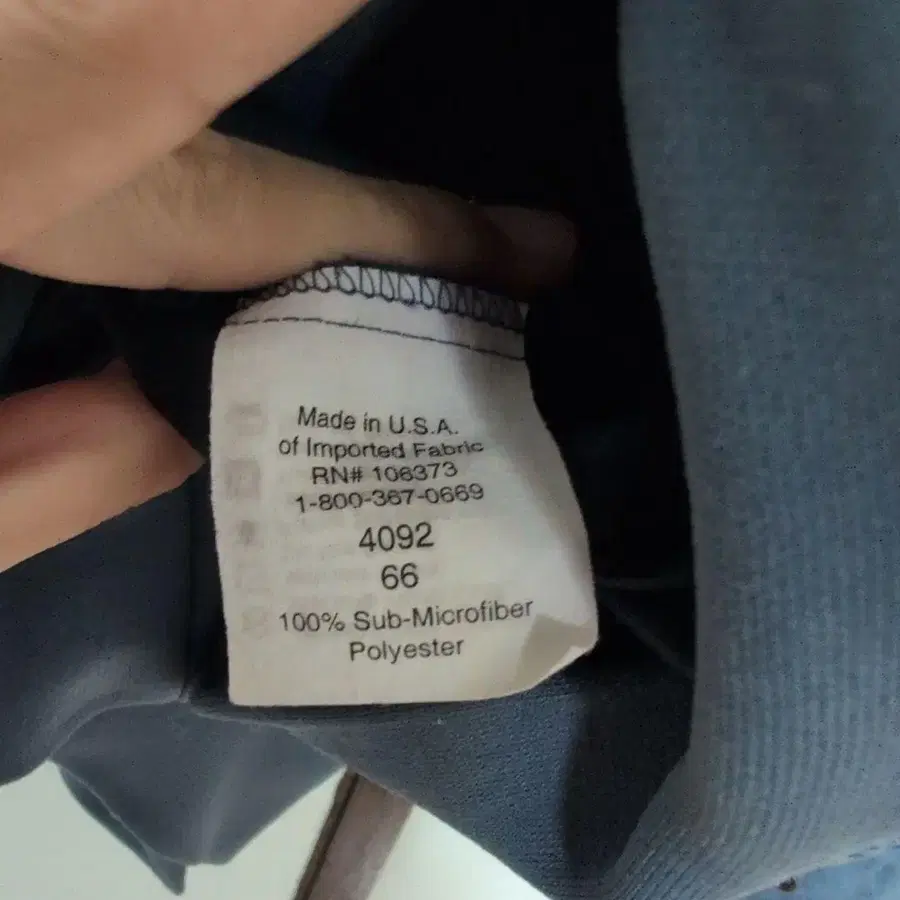 Made in U.S.A.
of Imported Fabric
RN# 106373
1-800-367-0669
4092
66
100% Sub-Microfiber
Polyester